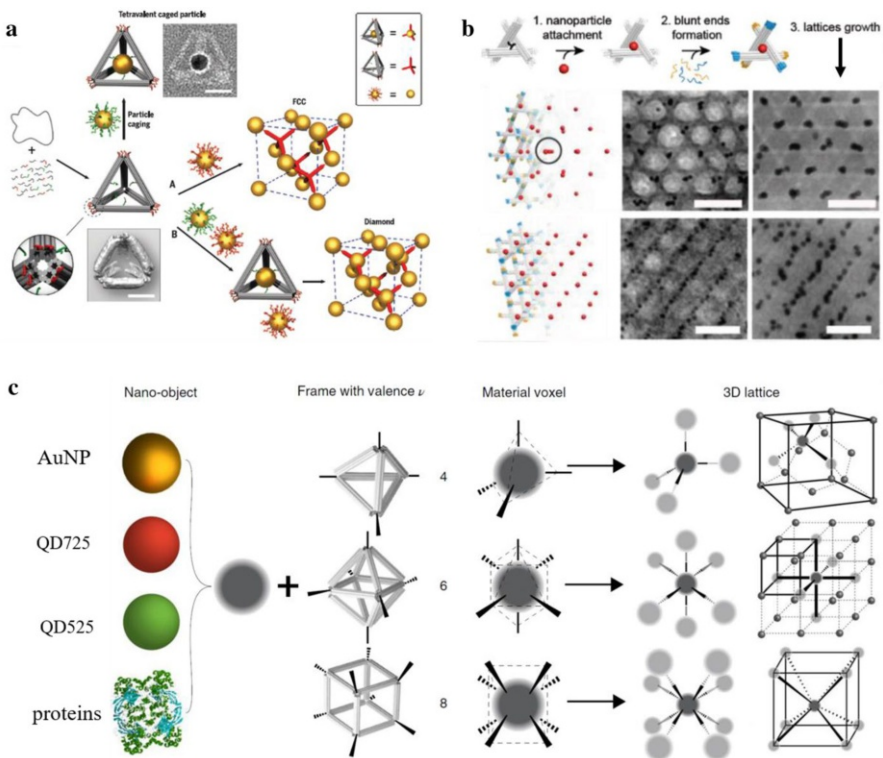 a
Tetravalent caged particle
Particle
caging
+
A
B
FCC
Diamond
=
=
=
b
1. nanoparticle
attachment
2. blunt ends
formation
3. lattices growth
c
Nano-object
Frame with valence ν
Material voxel
3D lattice
AuNP
4
QD725
+
6
QD525
8
proteins